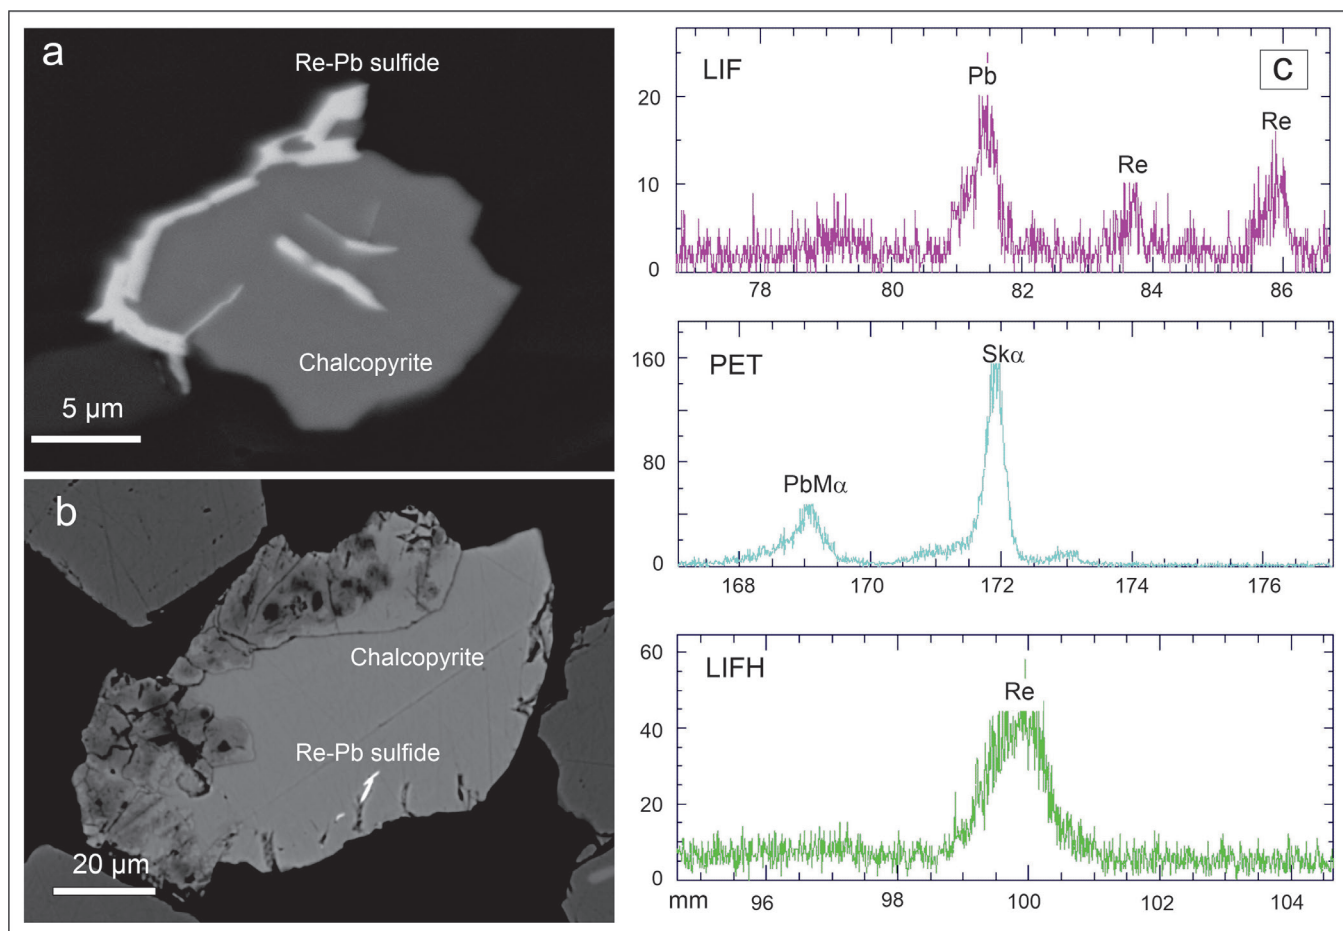 a
Re-Pb sulfide
Chalcopyrite
5 µm
b
Chalcopyrite
Re-Pb sulfide
20 µm
LIF
C
Pb
Re
Re
20
10
0
78 80 82 84 86
PET
Skα
PbMα
160
80
0
168 170 172 174 176
LIFH
Re
60
40
20
0
mm 96 98 100 102 104